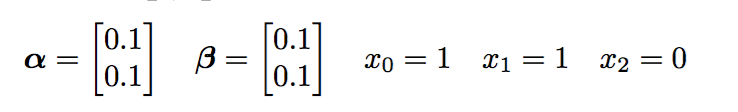 α = [0.1 0.1] β = [0.1 0.1] x₀ = 1 x₁ = 1 x₂ = 0